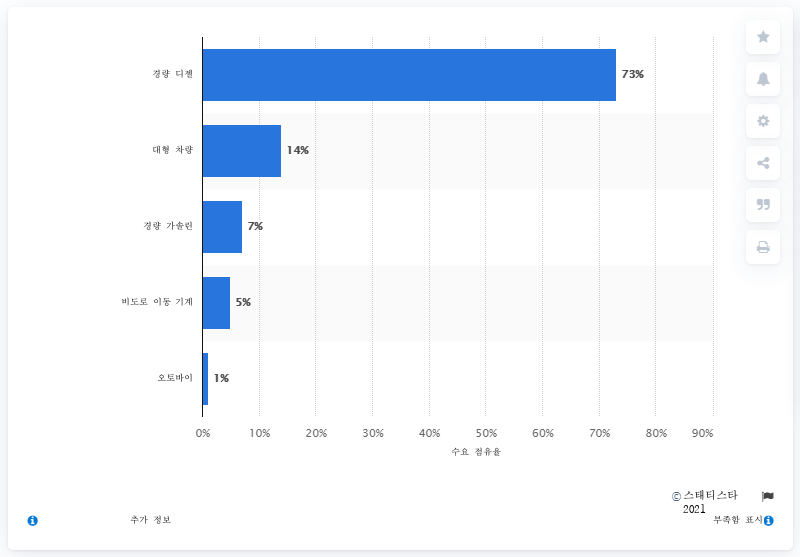 경량 디젤
73%
대형 차량
14%
경량 가솔린
7%
비도로 이동 기계
5%
오토바이
1%
0% 10% 20% 30% 40% 50% 60% 70% 80% 90%
수요 점유율
© 스태티스타
2021
추가 정보
부족함 표시